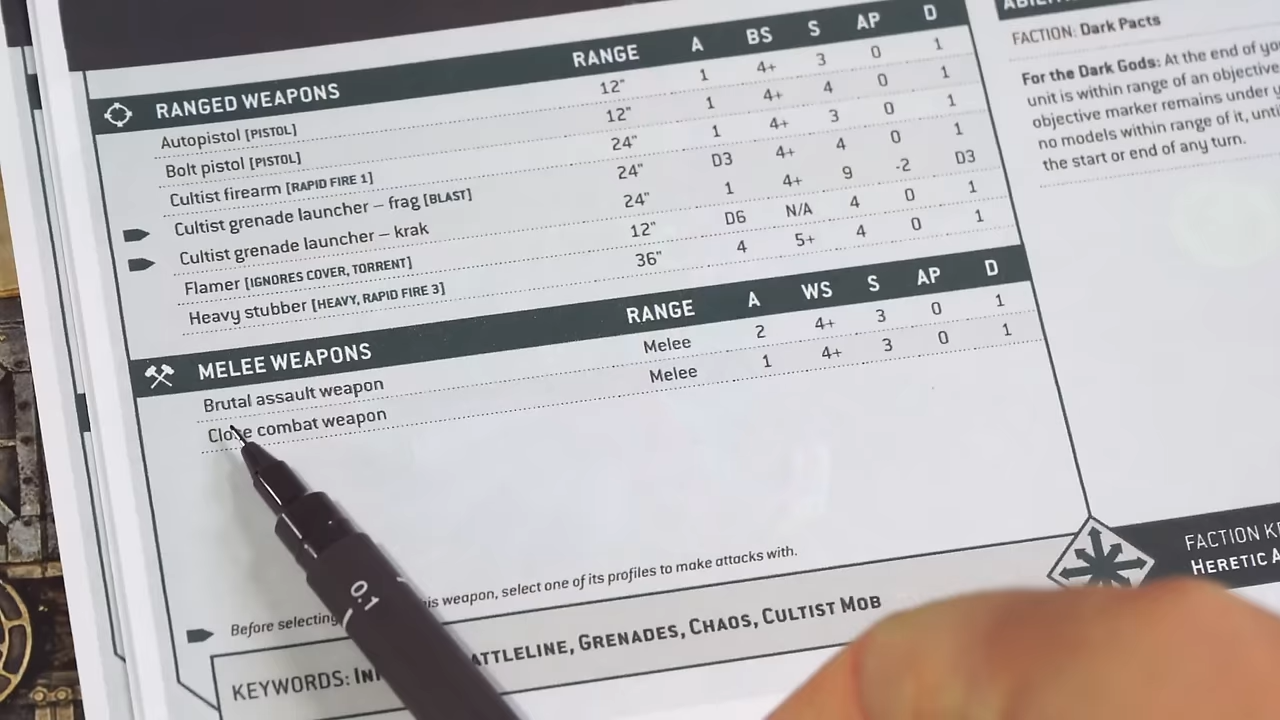 RANGED WEAPONS RANGE A BS S AP D
Autopistol [PISTOL] 12" 1 4+ 3 0 1
Bolt pistol [PISTOL] 12" 1 4+ 4 0 1
Cultist firearm [RAPID FIRE 1] 24" 1 4+ 3 0 1
Cultist grenade launcher – frag [BLAST] 24" D3 4+ 4 0 1
Cultist grenade launcher – krak 24" 1 4+ 9 -2 D3
Flamer [IGNORES COVER, TORRENT] 12" D6 N/A 4 0 1
Heavy stubber [HEAVY, RAPID FIRE 3] 36" 4 5+ 4 0 1
MELEE WEAPONS RANGE A WS S AP D
Brutal assault weapon Melee 2 4+ 3 0 1
Close combat weapon Melee 1 4+ 3 0 1
Before selecting his weapon, select one of its profiles to make attacks with.
KEYWORDS: IN ATTLELINE, GRENADES, CHAOS, CULTIST MOB
FACTION: Dark Pacts
For the Dark Gods: At the end of yo
unit is within range of an objective
objective marker remains under y
no models within range of it, unti
the start or end of any turn.
FACTION KE
HERETIC A
0.1